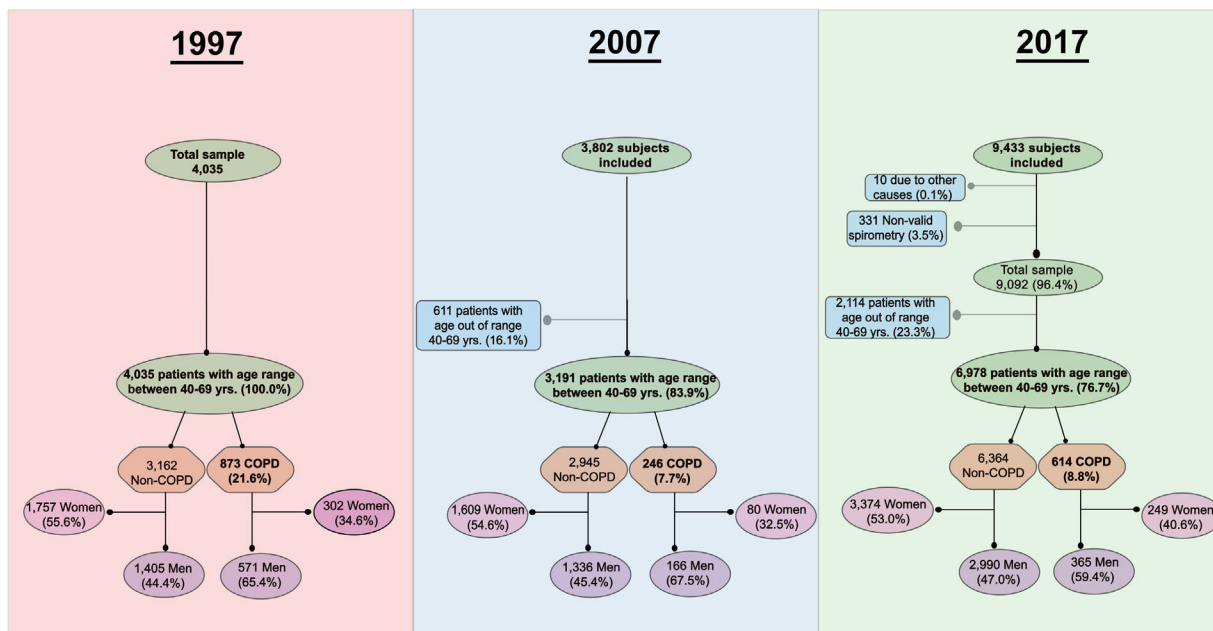 1997
Total sample
4,035
4,035 patients with age range
between 40-69 yrs. (100.0%)
3,162
Non-COPD
873 COPD
(21.6%)
1,757 Women
(55.6%)
302 Women
(34.6%)
1,405 Men
(44.4%)
571 Men
(65.4%)
2007
3,802 subjects
included
611 patients with
age out of range
40-69 yrs. (16.1%)
3,191 patients with age range
between 40-69 yrs. (83.9%)
2,945
Non-COPD
246 COPD
(7.7%)
1,609 Women
(54.6%)
80 Women
(32.5%)
1,336 Men
(45.4%)
166 Men
(67.5%)
2017
9,433 subjects
included
10 due to other
causes (0.1%)
331 Non-valid
spirometry (3.5%)
Total sample
9,092 (96.4%)
2,114 patients with
age out of range
40-69 yrs. (23.3%)
6,978 patients with age range
between 40-69 yrs. (76.7%)
6,364
Non-COPD
614 COPD
(8.8%)
3,374 Women
(53.0%)
249 Women
(40.6%)
2,990 Men
(47.0%)
365 Men
(59.4%)